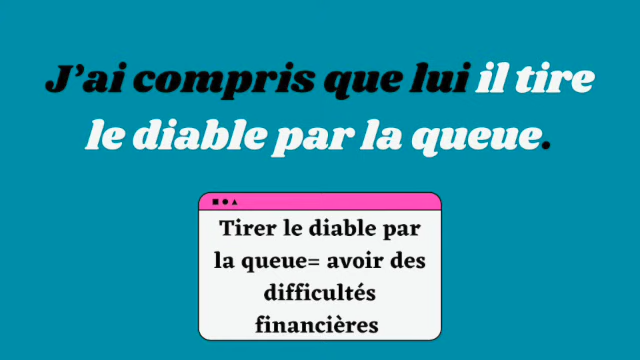 J'ai compris que lui il tire
le diable par la queue.
Tirer le diable par
la queue= avoir des
difficultés
financières